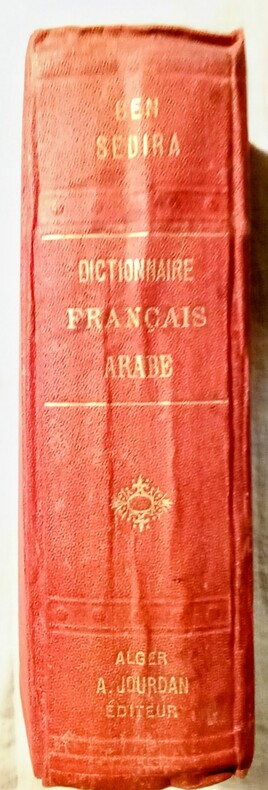 BEN
SEDIRA
DICTIONNAIRE
FRANÇAIS
ARABE
ALGER
A. JOURDAN
ÉDITEUR